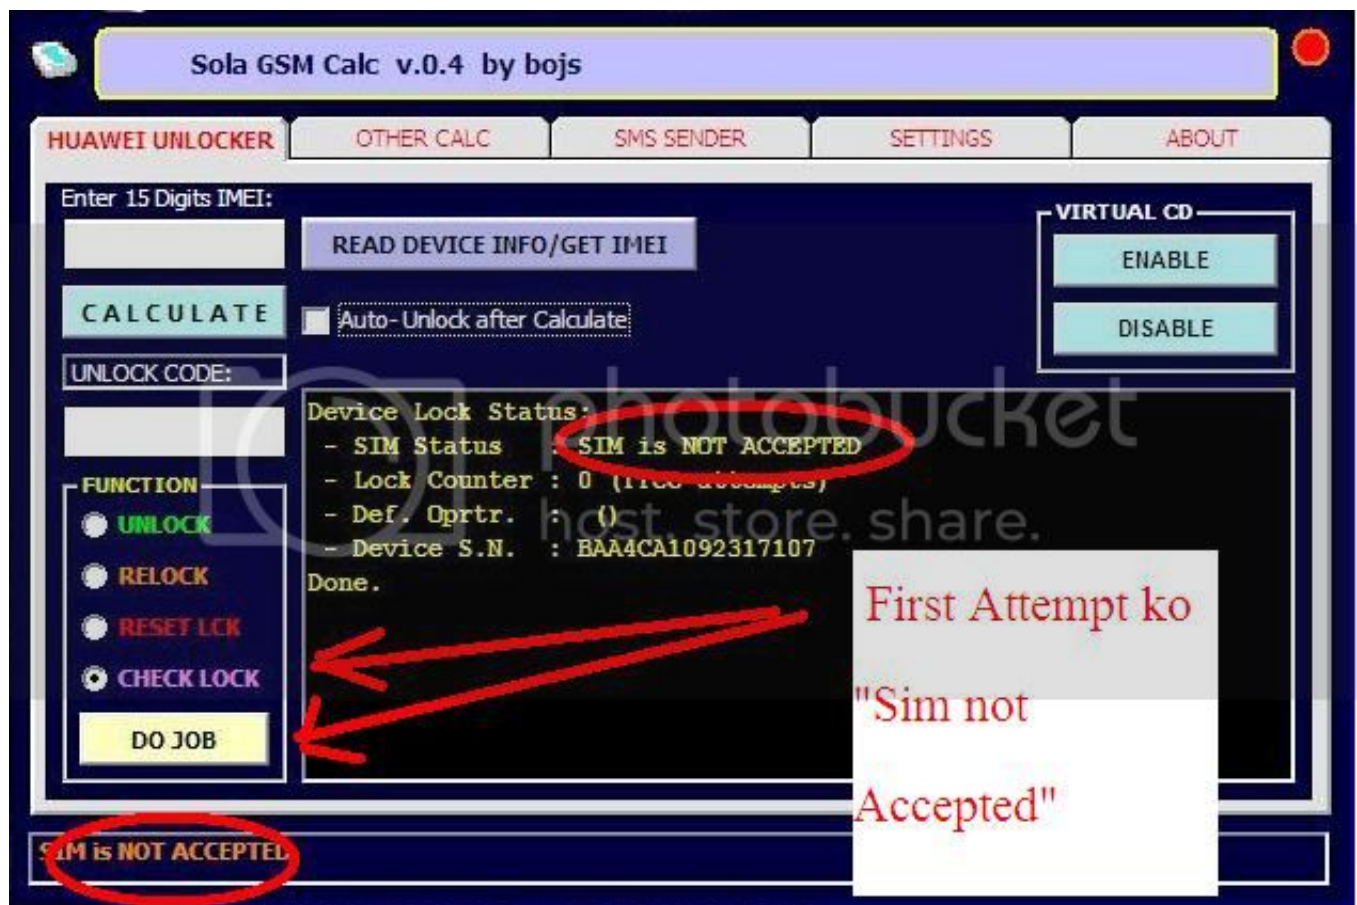 Sola GSM Calc v.0.4 by bojs
HUAWEI UNLOCKER
OTHER CALC
SMS SENDER
SETTINGS
ABOUT
Enter 15 Digits IMEI:
READ DEVICE INFO/GET IMEI
VIRTUAL CD
ENABLE
CALCULATE
Auto-Unlock after Calculate
DISABLE
UNLOCK CODE:
photobucket
host. store. share.
Device Lock Status:
- SIM Status : SIM is NOT ACCEPTED
- Lock Counter : 0 ( attempts)
- Def. Oprtr. : ()
- Device S.N. : BAA4CA1092317107
Done.
FUNCTION
UNLOCK
RELOCK
RESET LCK
CHECK LOCK
DO JOB
First Attempt ko
"Sim not
Accepted"
SIM is NOT ACCEPTED